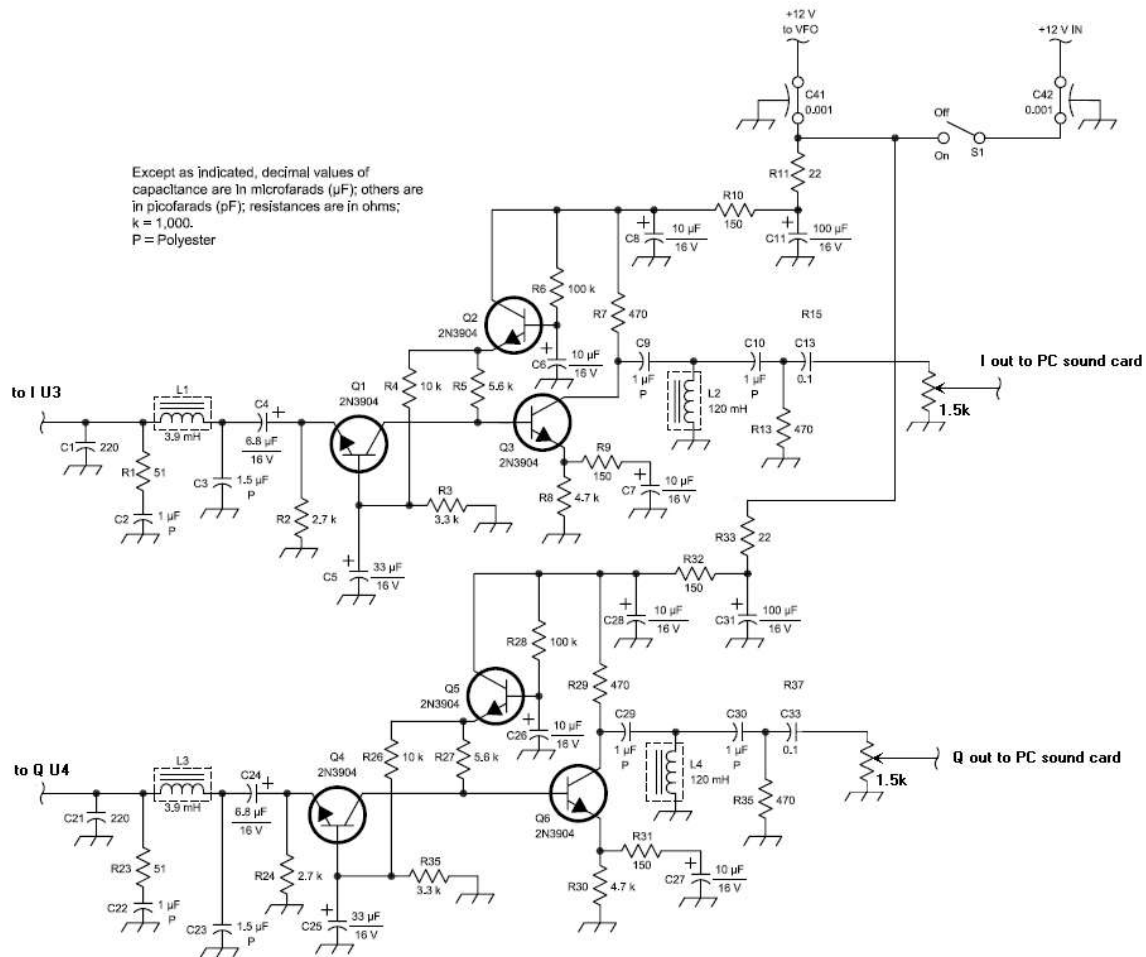 +12 V
to VFO
+12 V IN
C41
0.001
C42
0.001
Off
On
S1
Except as indicated, decimal values of
capacitance are in microfarads (µF); others are
in picofarads (pF); resistances are in ohms;
k = 1,000.
P = Polyester
R11
22
R10
150
+
C8
10 µF
16 V
+
C11
100 µF
16 V
R6
100 k
R7
470
Q2
2N3904
+
C6
10 µF
16 V
R15
C9
1 µF
P
C10
1 µF
P
C13
0.1
I out to PC sound card
1.5k
L2
120 mH
R13
470
to I U3
L1
3.9 mH
C4
+
6.8 µF
16 V
Q1
2N3904
R4
10 k
R5
5.6 k
Q3
2N3904
C1
220
R1
51
C2
1 µF
P
C3
1.5 µF
P
R2
2.7 k
R3
3.3 k
R9
150
R8
4.7 k
+
C7
10 µF
16 V
+
C5
33 µF
16 V
R33
22
R32
150
+
C28
10 µF
16 V
+
C31
100 µF
16 V
R28
100 k
R29
470
Q5
2N3904
+
C26
10 µF
16 V
R37
C29
1 µF
P
C30
1 µF
P
C33
0.1
Q out to PC sound card
1.5k
L4
120 mH
R35
470
to Q U4
L3
3.9 mH
C24
+
6.8 µF
16 V
Q4
2N3904
R26
10 k
R27
5.6 k
Q6
2N3904
C21
220
R23
51
C22
1 µF
P
C23
1.5 µF
P
R24
2.7 k
R35
3.3 k
R31
150
R30
4.7 k
+
C27
10 µF
16 V
+
C25
33 µF
16 V